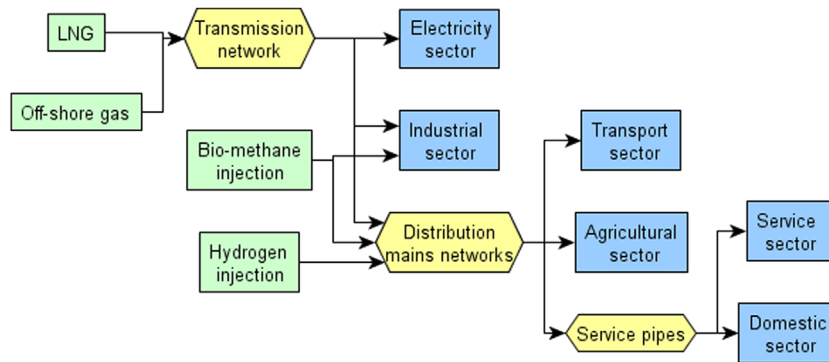 LNG
Transmission
network
Electricity
sector
Off-shore gas
Industrial
sector
Transport
sector
Bio-methane
injection
Distribution
mains networks
Agricultural
sector
Service
sector
Hydrogen
injection
Service pipes
Domestic
sector